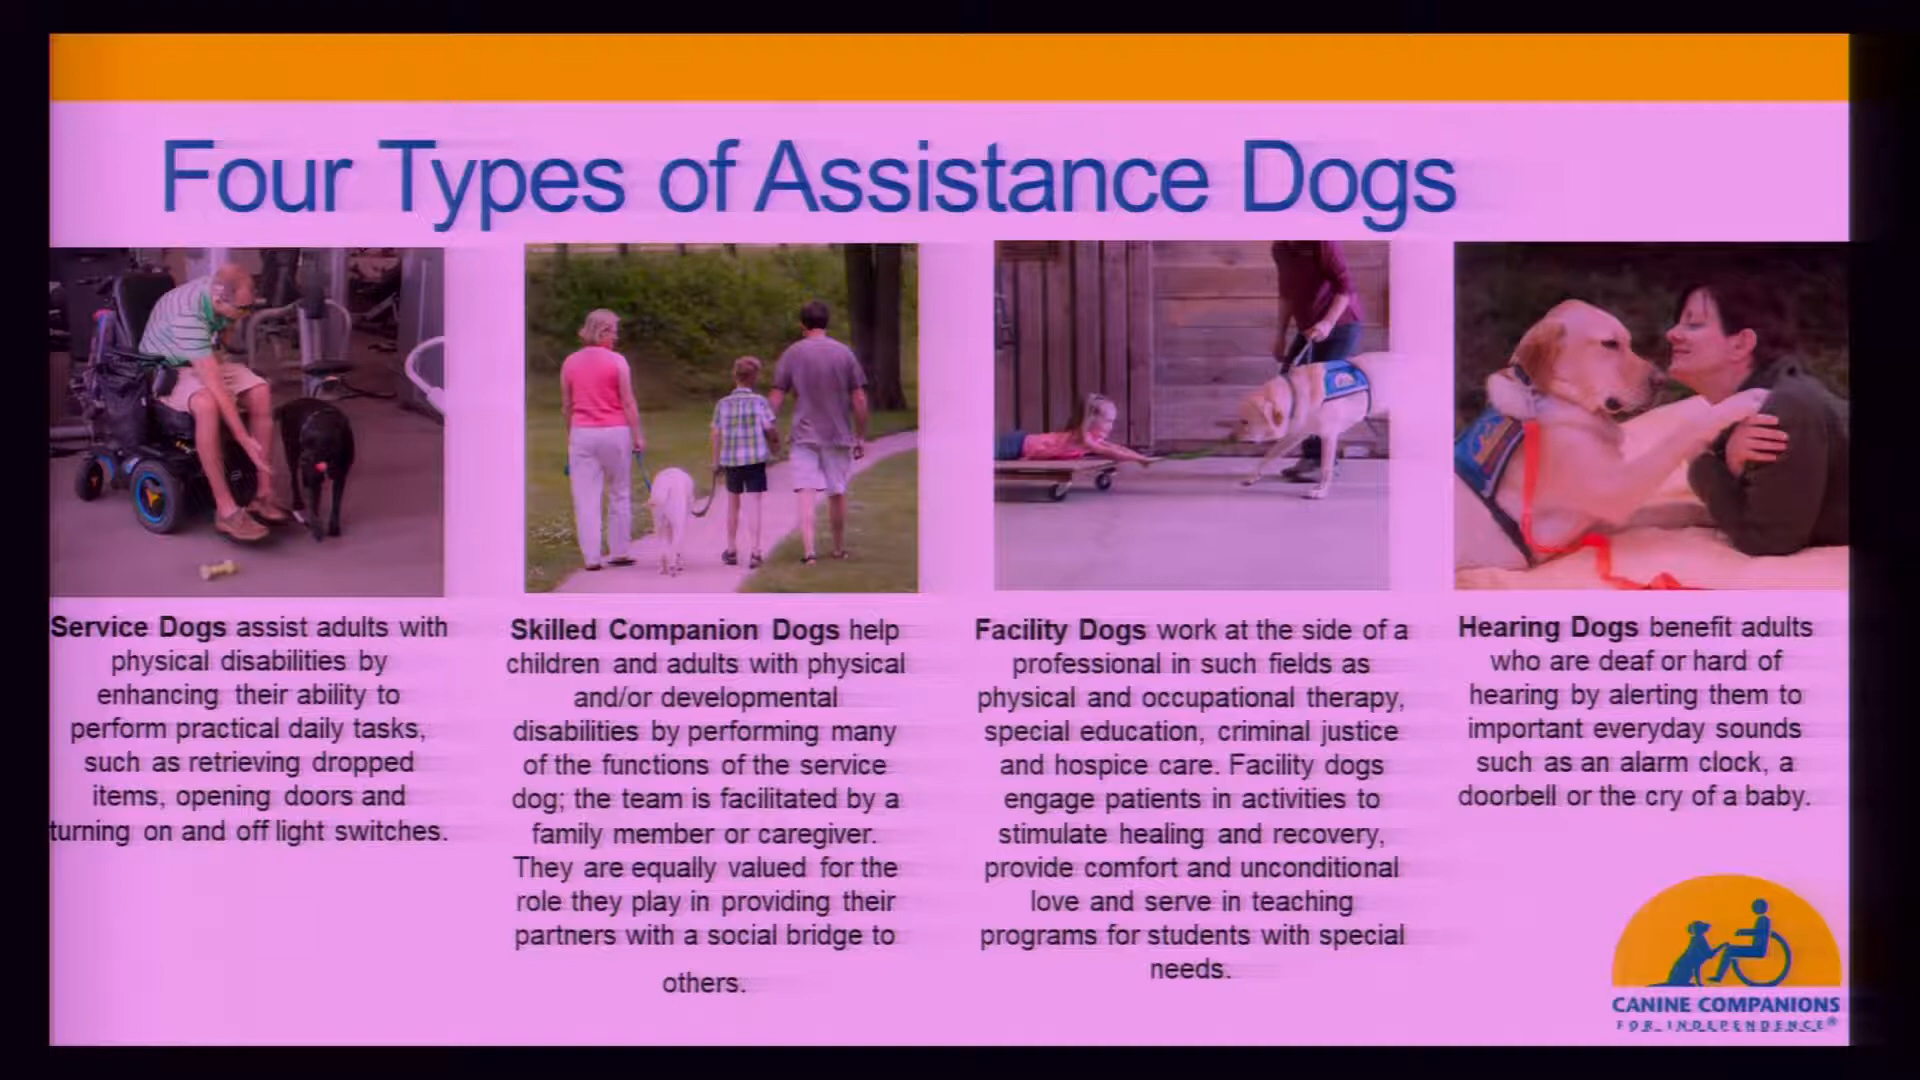 Four Types of Assistance Dogs
Service Dogs assist adults with
physical disabilities by
enhancing their ability to
perform practical daily tasks,
such as retrieving dropped
items, opening doors and
turning on and off light switches.
Skilled Companion Dogs help
children and adults with physical
and/or developmental
disabilities by performing many
of the functions of the service
dog; the team is facilitated by a
family member or caregiver.
They are equally valued for the
role they play in providing their
partners with a social bridge to
others.
Facility Dogs work at the side of a
professional in such fields as
physical and occupational therapy,
special education, criminal justice
and hospice care. Facility dogs
engage patients in activities to
stimulate healing and recovery,
provide comfort and unconditional
love and serve in teaching
programs for students with special
needs.
Hearing Dogs benefit adults
who are deaf or hard of
hearing by alerting them to
important everyday sounds
such as an alarm clock, a
doorbell or the cry of a baby.
CANINE COMPANIONS
FOR INDEPENDENCE®